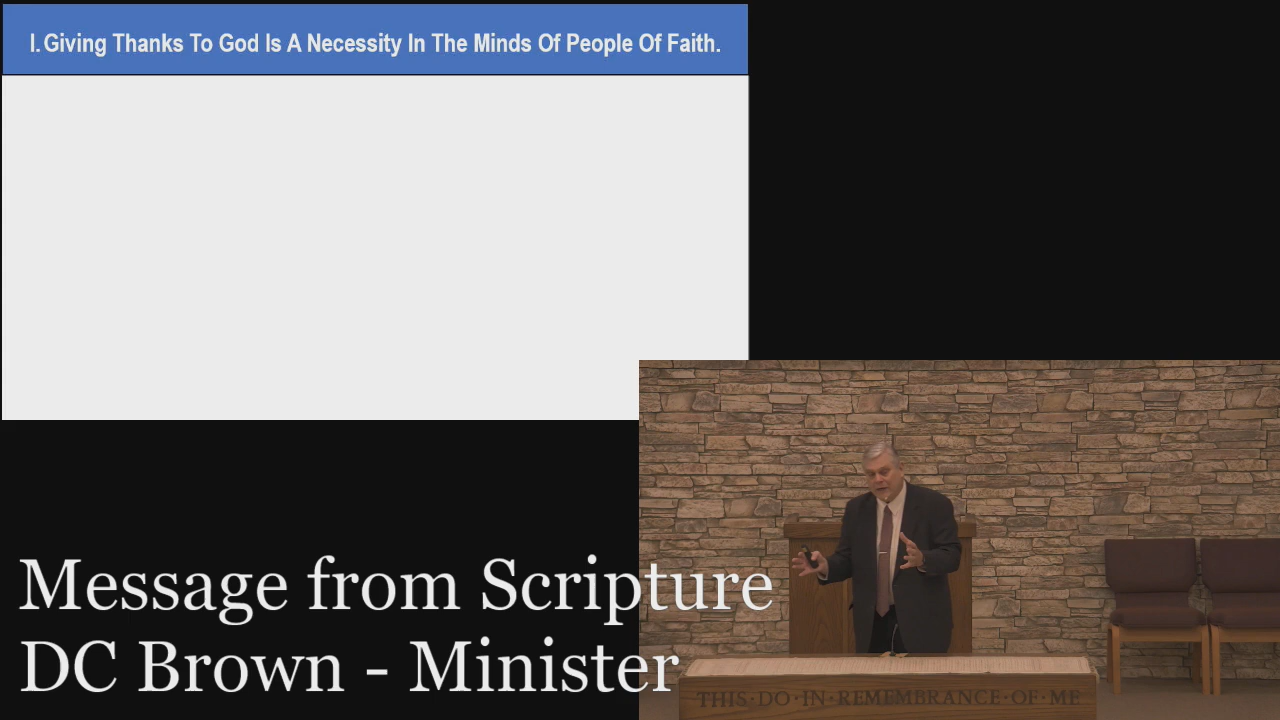 I. Giving Thanks To God Is A Necessity In The Minds Of People Of Faith.
Message from Scripture
DC Brown - Minister
THIS·DO·IN·REMEMBRANCE·OF·ME